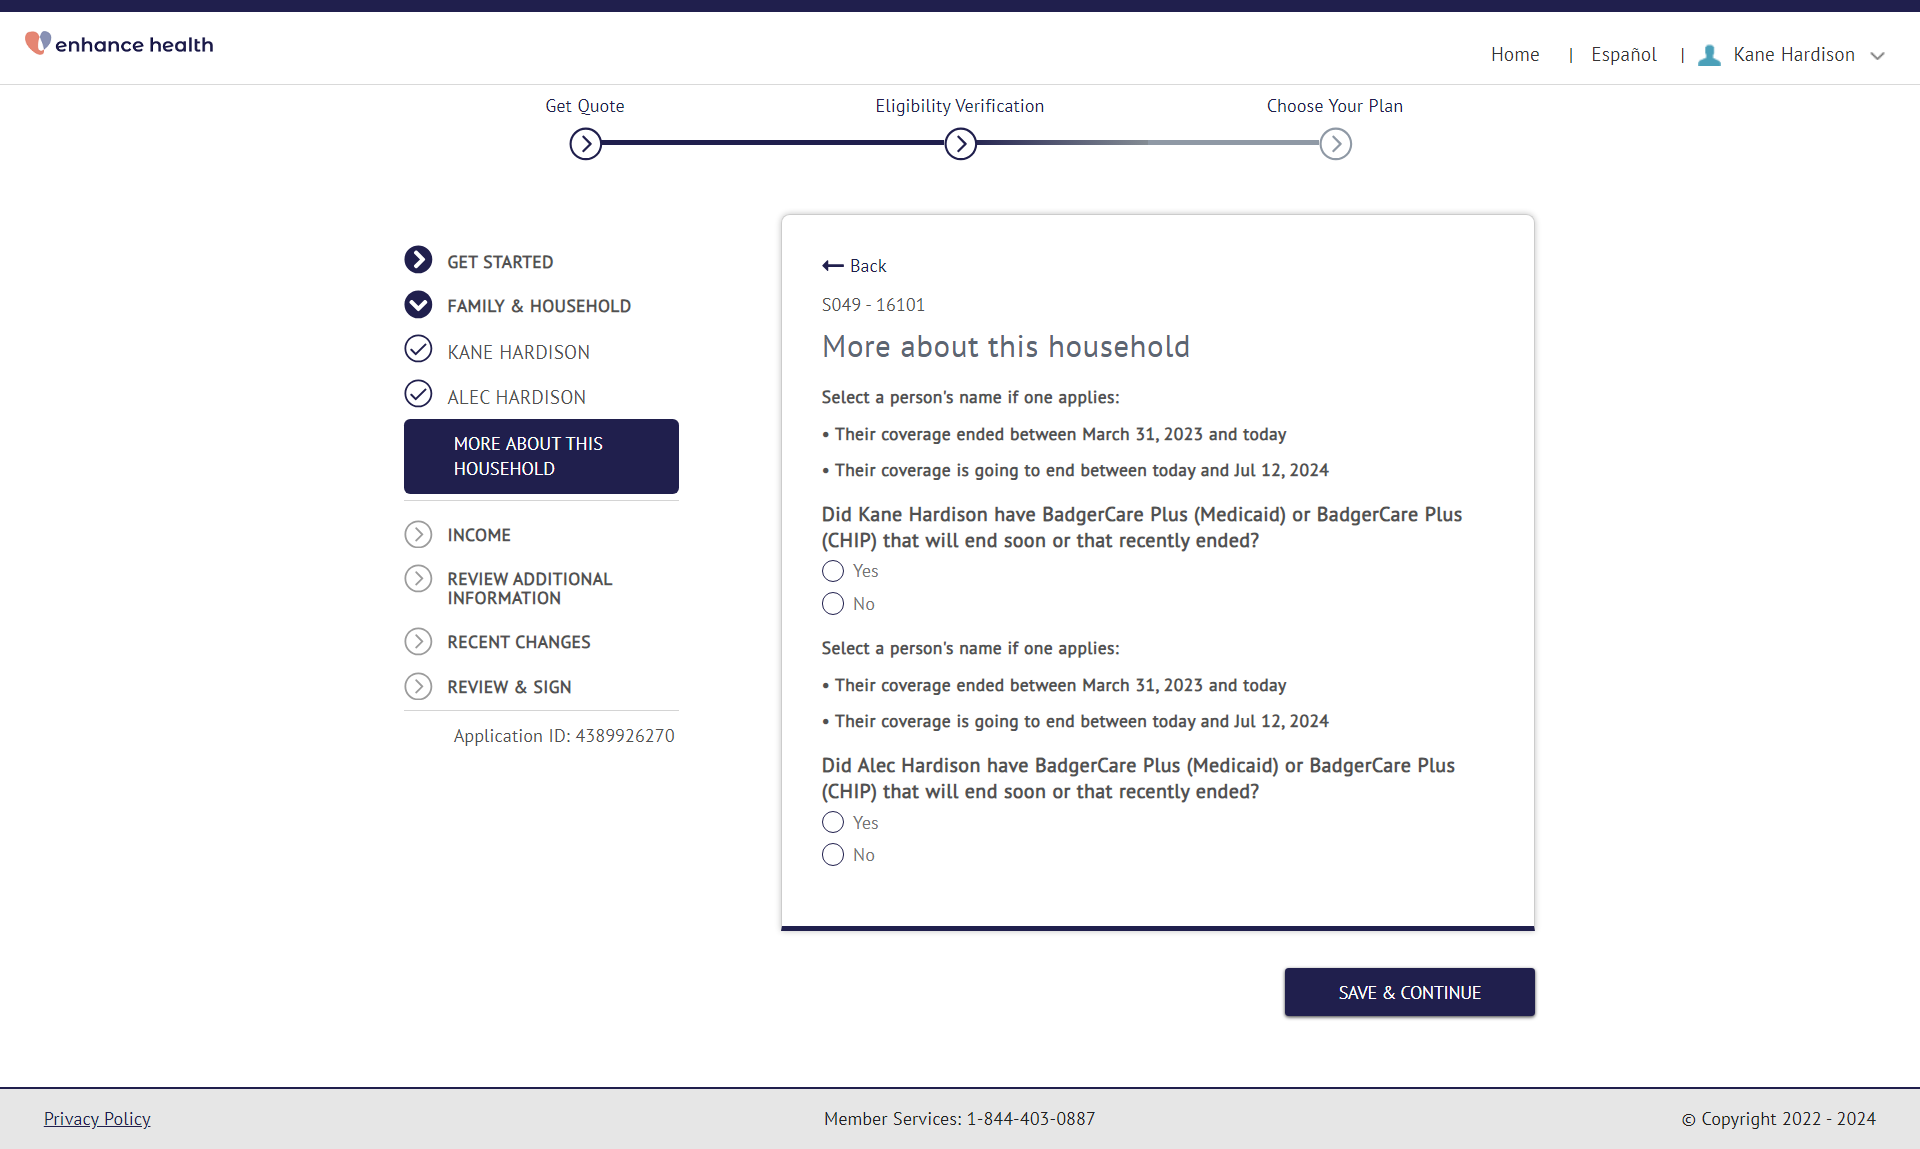 enhance health
Home | Español | Kane Hardison
Get Quote
Eligibility Verification
Choose Your Plan
GET STARTED
FAMILY & HOUSEHOLD
KANE HARDISON
ALEC HARDISON
MORE ABOUT THIS
HOUSEHOLD
INCOME
REVIEW ADDITIONAL
INFORMATION
RECENT CHANGES
REVIEW & SIGN
Application ID: 4389926270
Back
S049 - 16101
More about this household
Select a person's name if one applies:
• Their coverage ended between March 31, 2023 and today
• Their coverage is going to end between today and Jul 12, 2024
Did Kane Hardison have BadgerCare Plus (Medicaid) or BadgerCare Plus
(CHIP) that will end soon or that recently ended?
Yes
No
Select a person's name if one applies:
• Their coverage ended between March 31, 2023 and today
• Their coverage is going to end between today and Jul 12, 2024
Did Alec Hardison have BadgerCare Plus (Medicaid) or BadgerCare Plus
(CHIP) that will end soon or that recently ended?
Yes
No
SAVE & CONTINUE
Privacy Policy
Member Services: 1-844-403-0887
© Copyright 2022 - 2024